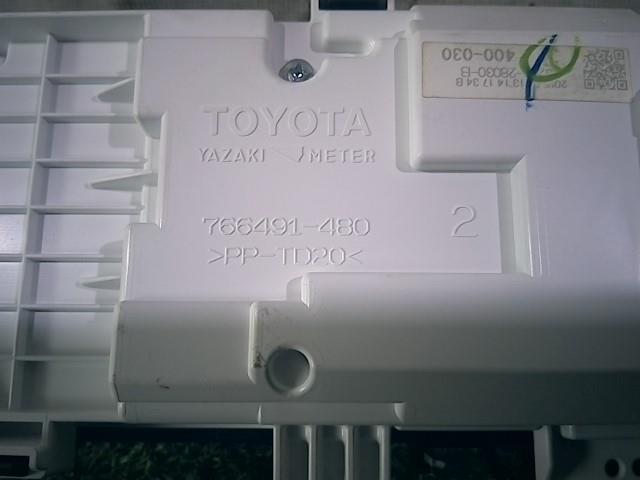 TOYOTA
YAZAKI METER
766491-480
>PP-TD20<
2
400-030